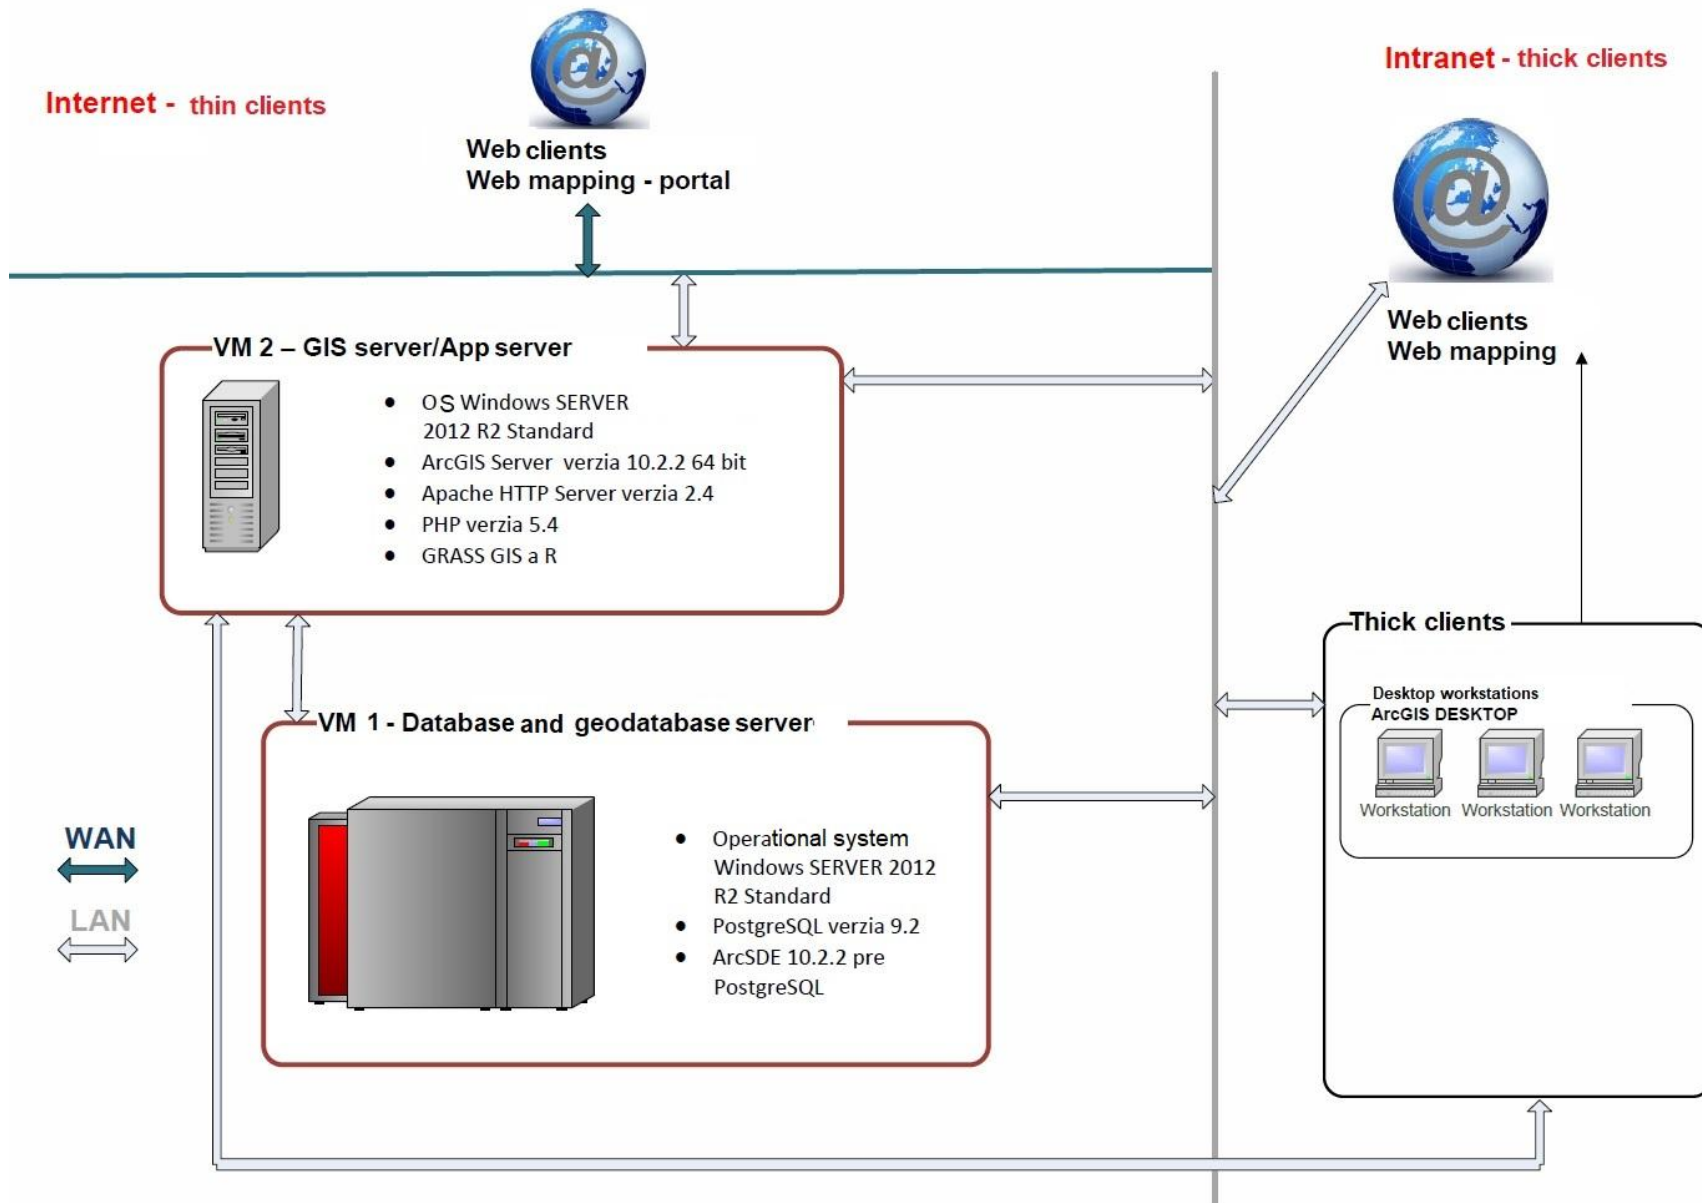 Internet - thin clients
Web clients
Web mapping - portal
Intranet - thick clients
Web clients
Web mapping
VM 2 – GIS server/App server
• OS Windows SERVER
2012 R2 Standard
• ArcGIS Server verzia 10.2.2 64 bit
• Apache HTTP Server verzia 2.4
• PHP verzia 5.4
• GRASS GIS a R
VM 1 - Database and geodatabase server
• Operational system
Windows SERVER 2012
R2 Standard
• PostgreSQL verzia 9.2
• ArcSDE 10.2.2 pre
PostgreSQL
Thick clients
Desktop workstations
ArcGIS DESKTOP
Workstation Workstation Workstation
WAN
LAN